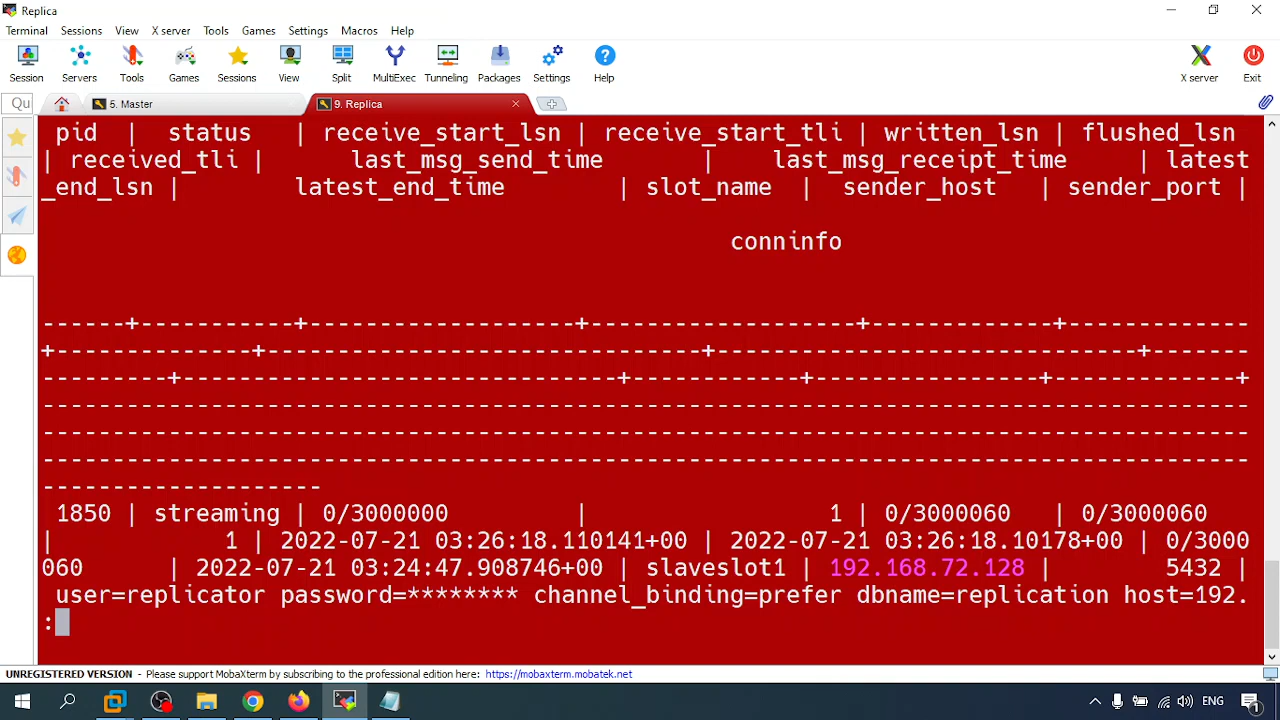 Replica
Terminal Sessions View X server Tools Games Settings Macros Help
Session Servers Tools Games Sessions View Split MultiExec Tunneling Packages Settings Help X server Exit
Qu 5. Master 9. Replica
pid | status | receive_start_lsn | receive_start_tli | written_lsn | flushed_lsn
| received_tli | last_msg_send_time | last_msg_receipt_time | latest
_end_lsn | latest_end_time | slot_name | sender_host | sender_port |
conninfo
------+-----------+-------------------+-------------------+-------------+-------------
+--------------+-------------------------------+-------------------------------+-------
---------+-------------------------------+-------------+----------------+-------------+
--------------------------------------------------------------------------------------
--------------------------------------------------------------------------------------
--------------------------------------------------------------------------------------
--------------------
1850 | streaming | 0/3000000 | 1 | 0/3000060 | 0/3000060
| 1 | 2022-07-21 03:26:18.110141+00 | 2022-07-21 03:26:18.10178+00 | 0/3000
060 | 2022-07-21 03:24:47.908746+00 | slaveslot1 | 192.168.72.128 | 5432 |
user=replicator password=******** channel_binding=prefer dbname=replication host=192.
:
UNREGISTERED VERSION - Please support MobaXterm by subscribing to the professional edition here: https://mobaxterm.mobatek.net
ENG 1